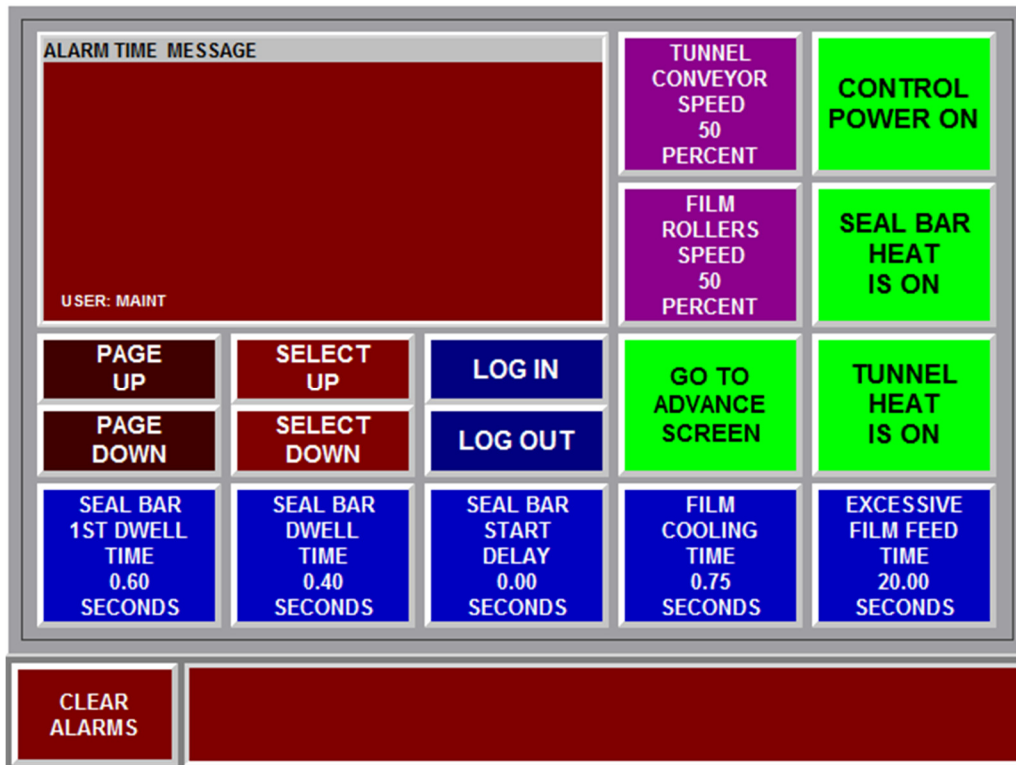 ALARM TIME MESSAGE
USER: MAINT
TUNNEL
CONVEYOR
SPEED
50
PERCENT
CONTROL
POWER ON
FILM
ROLLERS
SPEED
50
PERCENT
SEAL BAR
HEAT
IS ON
PAGE
UP
SELECT
UP
LOG IN
GO TO
ADVANCE
SCREEN
TUNNEL
HEAT
IS ON
PAGE
DOWN
SELECT
DOWN
LOG OUT
SEAL BAR
1ST DWELL
TIME
0.60
SECONDS
SEAL BAR
DWELL
TIME
0.40
SECONDS
SEAL BAR
START
DELAY
0.00
SECONDS
FILM
COOLING
TIME
0.75
SECONDS
EXCESSIVE
FILM FEED
TIME
20.00
SECONDS
CLEAR
ALARMS